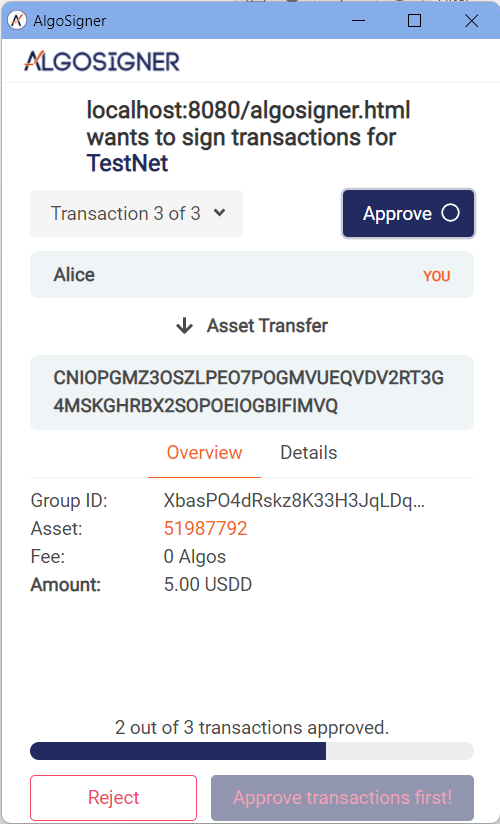 AlgoSigner
ALGOSIGNER
localhost:8080/algosigner.html
wants to sign transactions for
TestNet
Transaction 3 of 3
Approve
Alice
YOU
Asset Transfer
CNIOPGMZ3OSZLPEO7POGMVUEQVDV2RT3G
4MSKGHRBX2SOPOEIOGBIFIMVQ
Overview
Details
Group ID: XbasPO4dRskz8K33H3JqLDq...
Asset: 51987792
Fee: 0 Algos
Amount: 5.00 USDD
2 out of 3 transactions approved.
Reject
Approve transactions first!